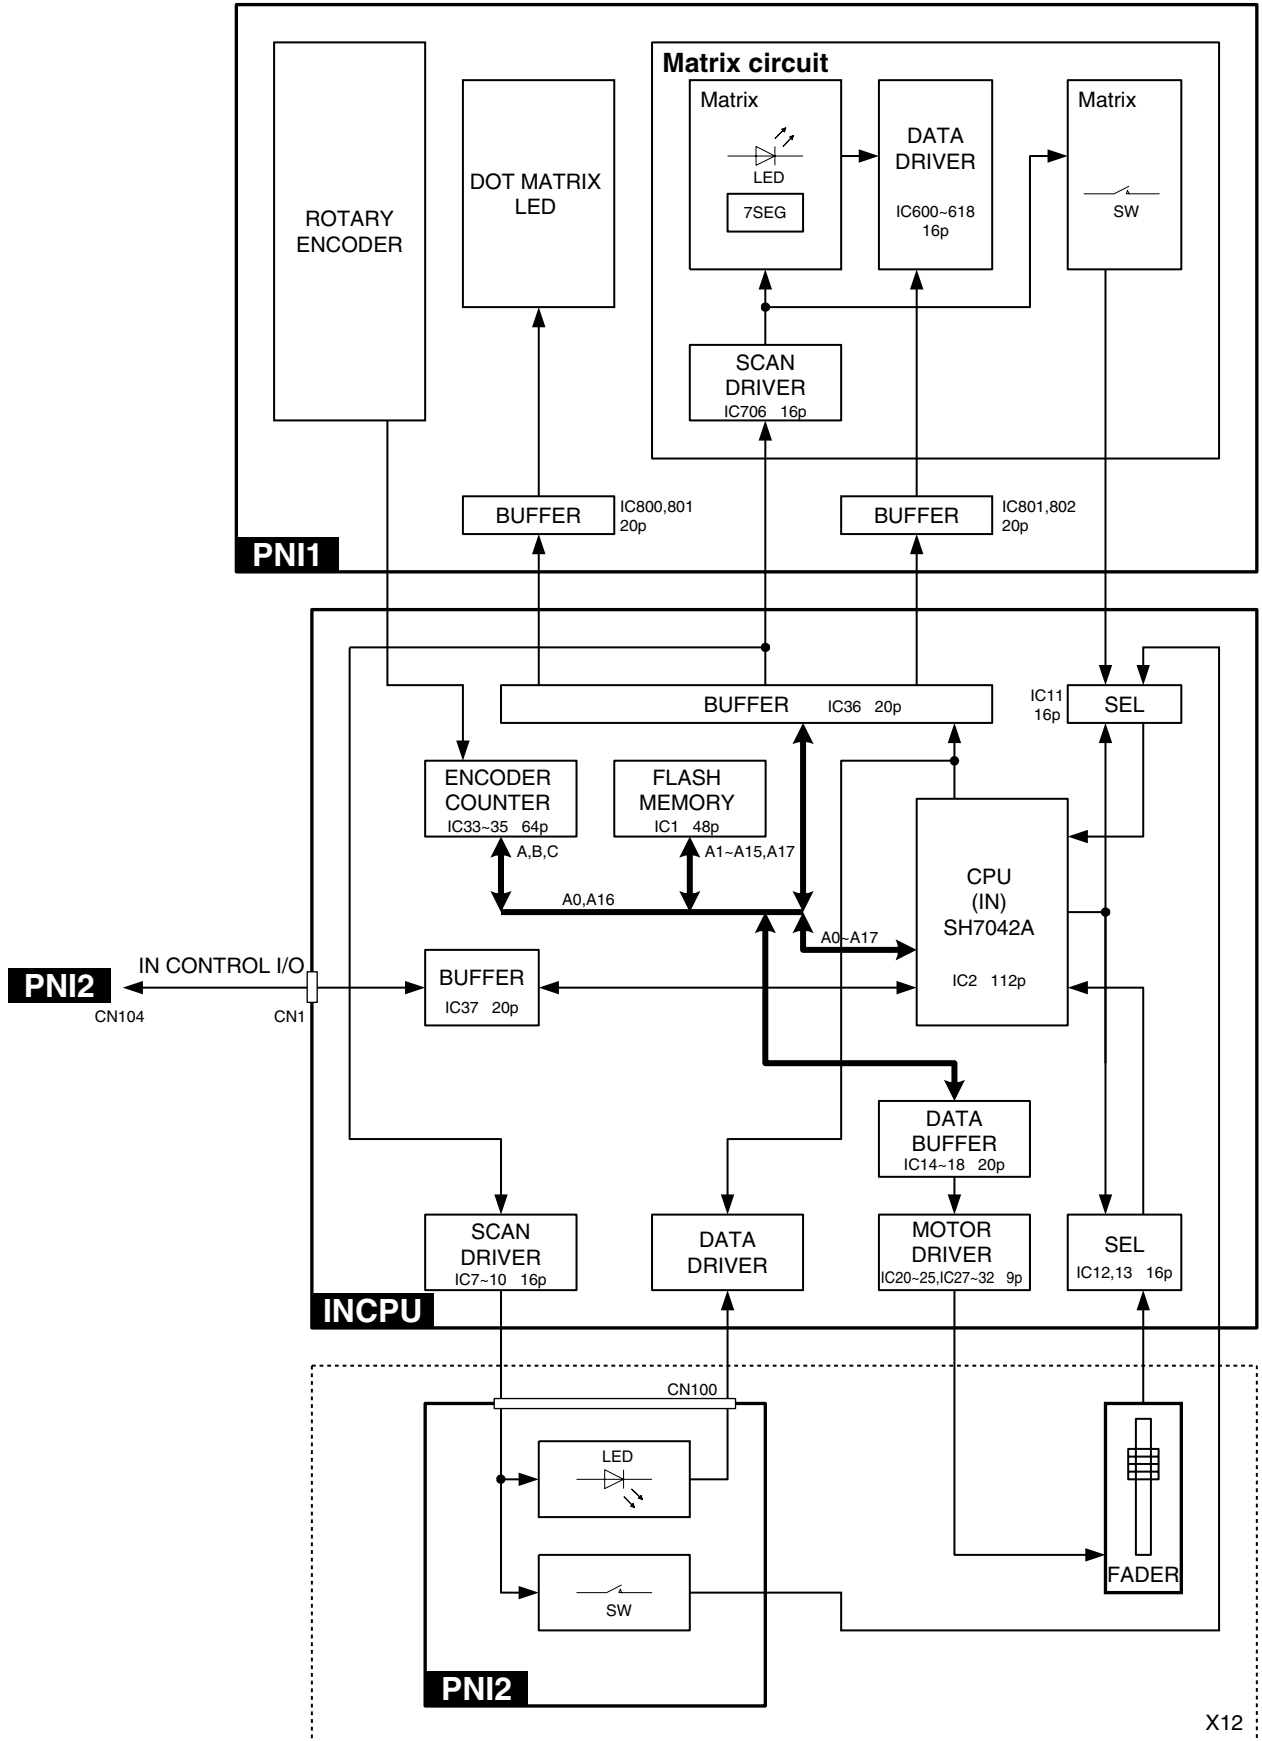 Matrix circuit
Matrix
LED
7SEG
DATA
DRIVER
IC600~618
16p
Matrix
SW
DOT MATRIX
LED
ROTARY
ENCODER
SCAN
DRIVER
IC706 16p
BUFFER
IC800,801
20p
BUFFER
IC801,802
20p
PNI1
BUFFER IC36 20p
IC11
16p
SEL
ENCODER
COUNTER
IC33~35 64p
A,B,C
FLASH
MEMORY
IC1 48p
A1~A15,A17
A0,A16
A0~A17
CPU
(IN)
SH7042A
IC2 112p
PNI2
IN CONTROL I/O
CN104
CN1
BUFFER
IC37 20p
DATA
BUFFER
IC14~18 20p
SCAN
DRIVER
IC7~10 16p
DATA
DRIVER
MOTOR
DRIVER
IC20~25,IC27~32 9p
SEL
IC12,13 16p
INCPU
CN100
LED
SW
FADER
PNI2
X12